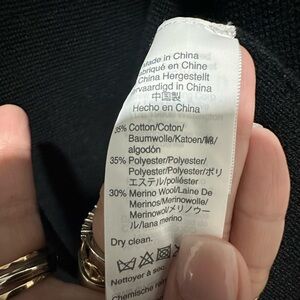 Made in China
Fabriqué en Chine
China Hergestellt
Vervaardigd in China
中国製
Hecho en China
35% Cotton/Coton/
Baumwolle/Katoen/綿/
algodón
35% Polyester/Polyester/
Polyester/Polyester/ポリ
エステル/poliéster
30% Merino Wool/Laine De
Merinos/Merinowolle/
Merinowol/メリノウー
ル/lana merino
Dry clean.
Nettoyer à sec.
Chemische